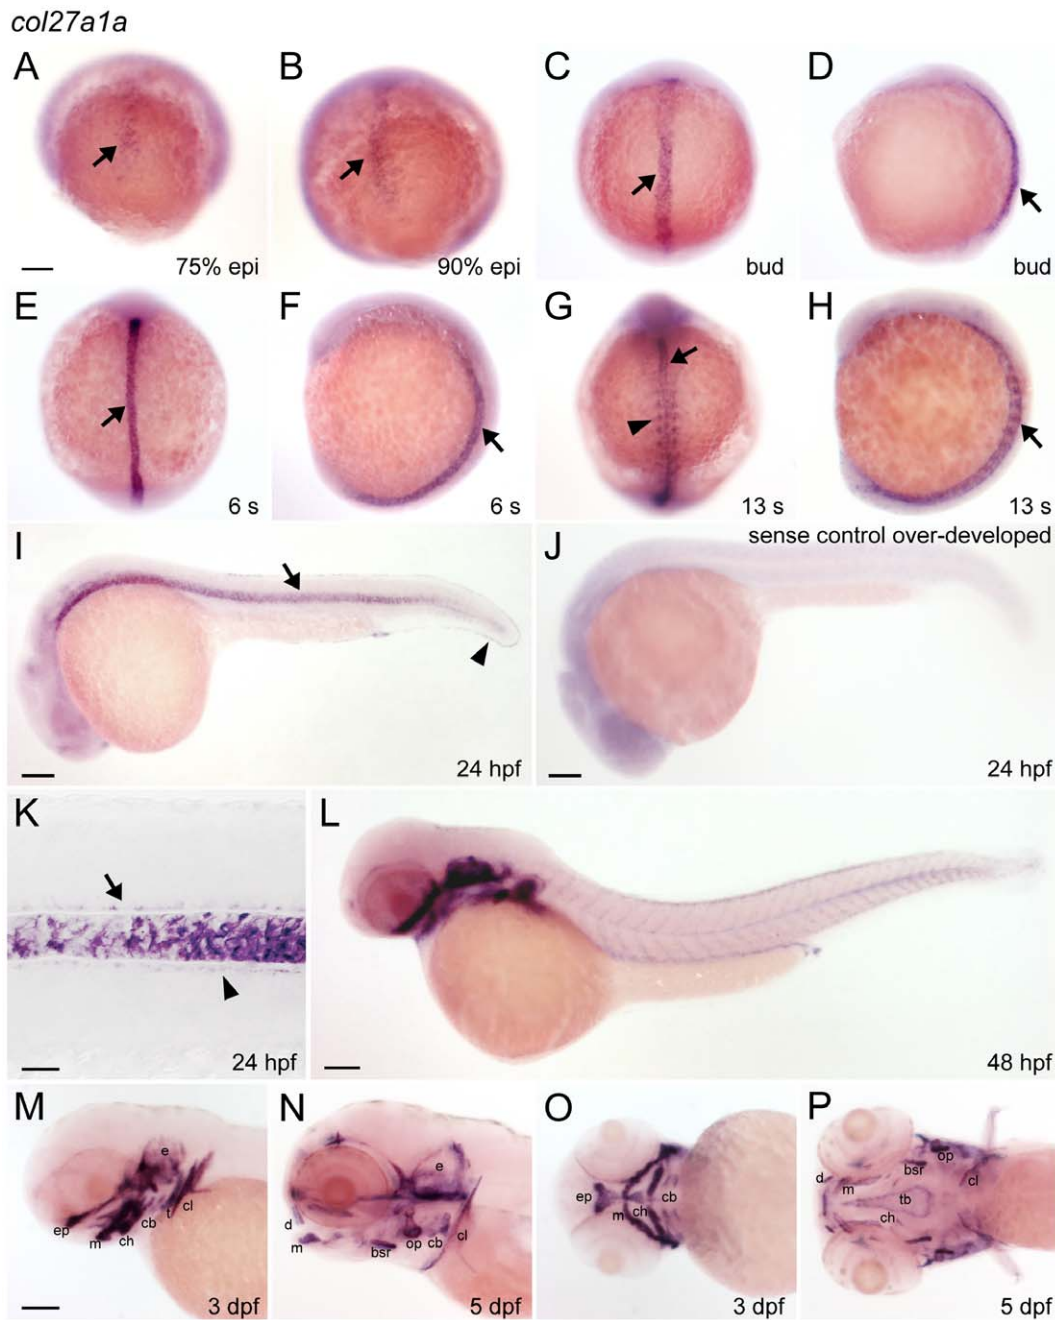 col27a1a
A B C D
75% epi 90% epi bud bud
E F G H
6 s 6 s 13 s 13 s
I J sense control over-developed
24 hpf 24 hpf
K L
24 hpf 48 hpf
M N O P
e
ep m ch cb t cl
3 dpf
e
d m bsr op cb cl
5 dpf
ep m ch cb
3 dpf
d m bsr op cl tb ch
5 dpf